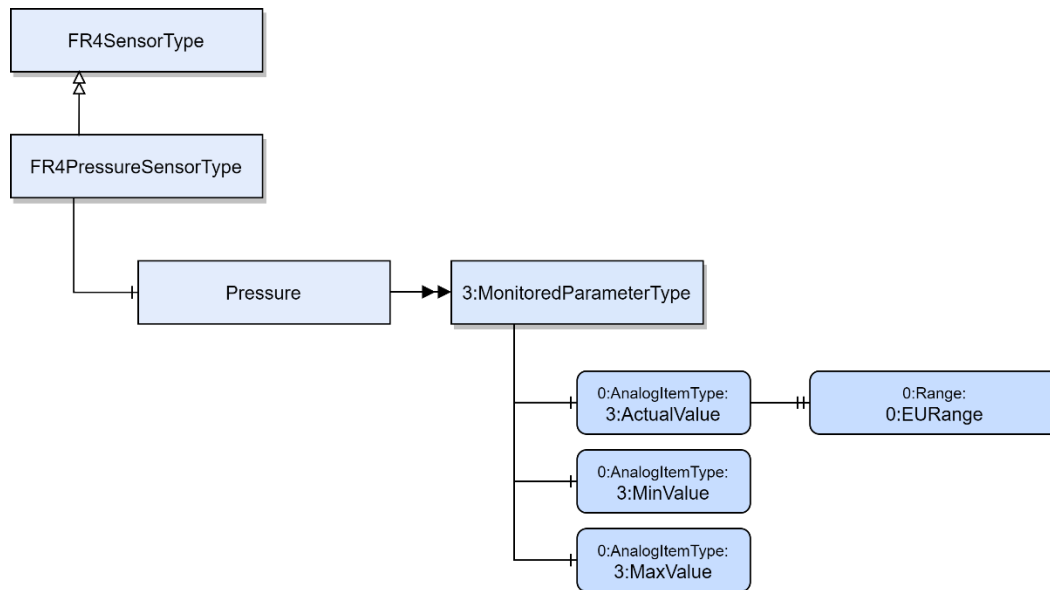 FR4SensorType
FR4PressureSensorType
Pressure
3:MonitoredParameterType
0:AnalogItemType:
3:ActualValue
0:Range:
0:EURange
0:AnalogItemType:
3:MinValue
0:AnalogItemType:
3:MaxValue